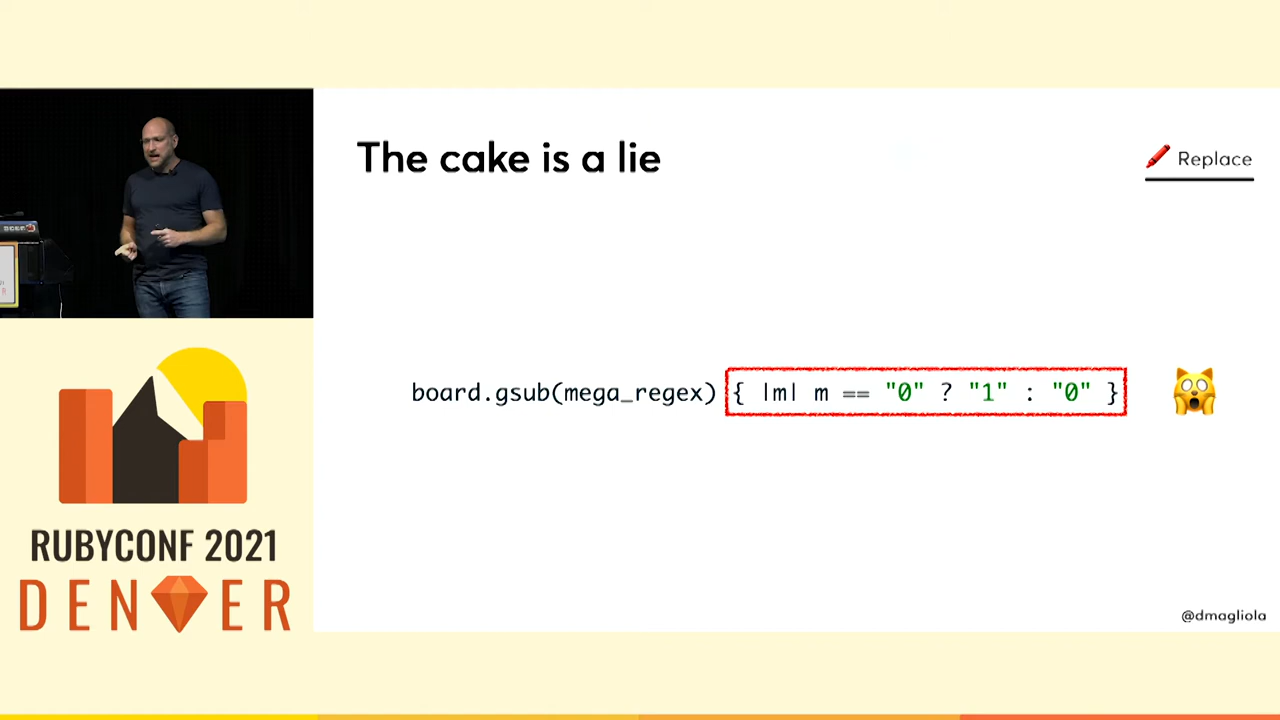 The cake is a lie
Replace
board.gsub(mega_regex) { |m| m == "0" ? "1" : "0" }
RUBYCONF 2021
DENVER
@dmagliola